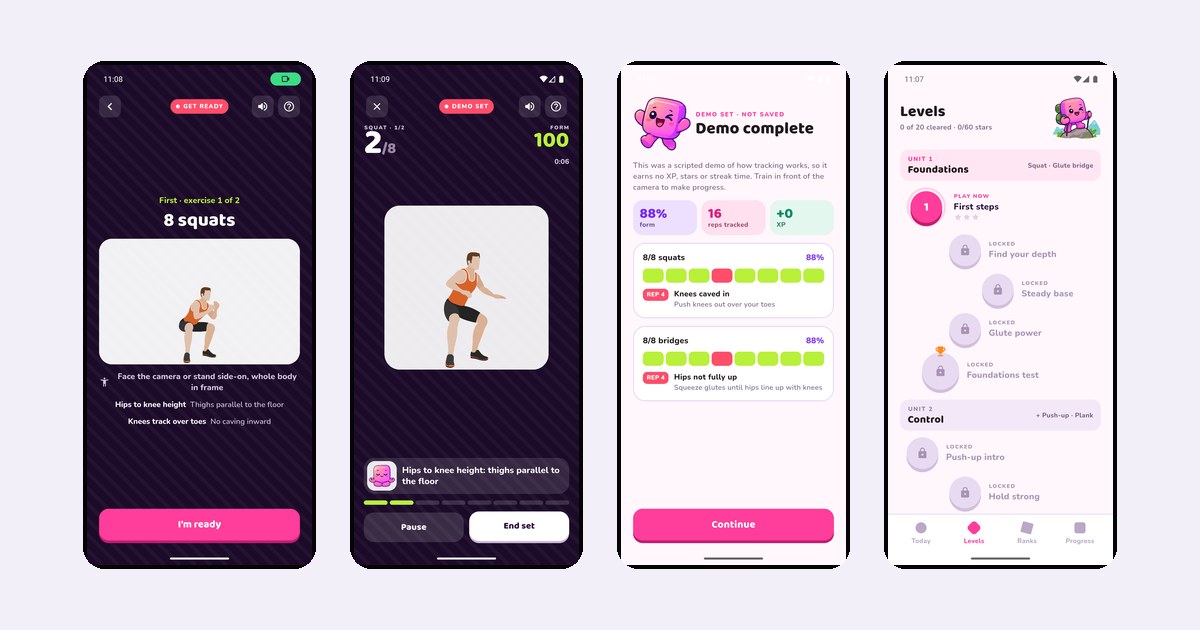 11:08
GET READY
First · exercise 1 of 2
8 squats
Face the camera or stand side-on, whole body
in frame
Hips to knee height Thighs parallel to the floor
Knees track over toes No caving inward
I'm ready
11:09
DEMO SET
SQUAT · 1/2
FORM
2/8
100
0:06
Hips to knee height: thighs parallel to
the floor
Pause
End set
DEMO SET · NOT SAVED
Demo complete
This was a scripted demo of how tracking works, so it
earns no XP, stars or streak time. Train in front of the
camera to make progress.
88%
form
16
reps tracked
+0
XP
8/8 squats
88%
REP 4
Knees caved in
Push knees out over your toes
8/8 bridges
88%
REP 4
Hips not fully up
Squeeze glutes until hips line up with knees
Continue
11:07
Levels
0 of 20 cleared · 0/60 stars
UNIT 1
Foundations
Squat · Glute bridge
1
PLAY NOW
First steps
LOCKED
Find your depth
LOCKED
Steady base
LOCKED
Glute power
LOCKED
Foundations test
UNIT 2
Control
+ Push-up · Plank
LOCKED
Push-up intro
LOCKED
Hold strong
Today
Levels
Ranks
Progress